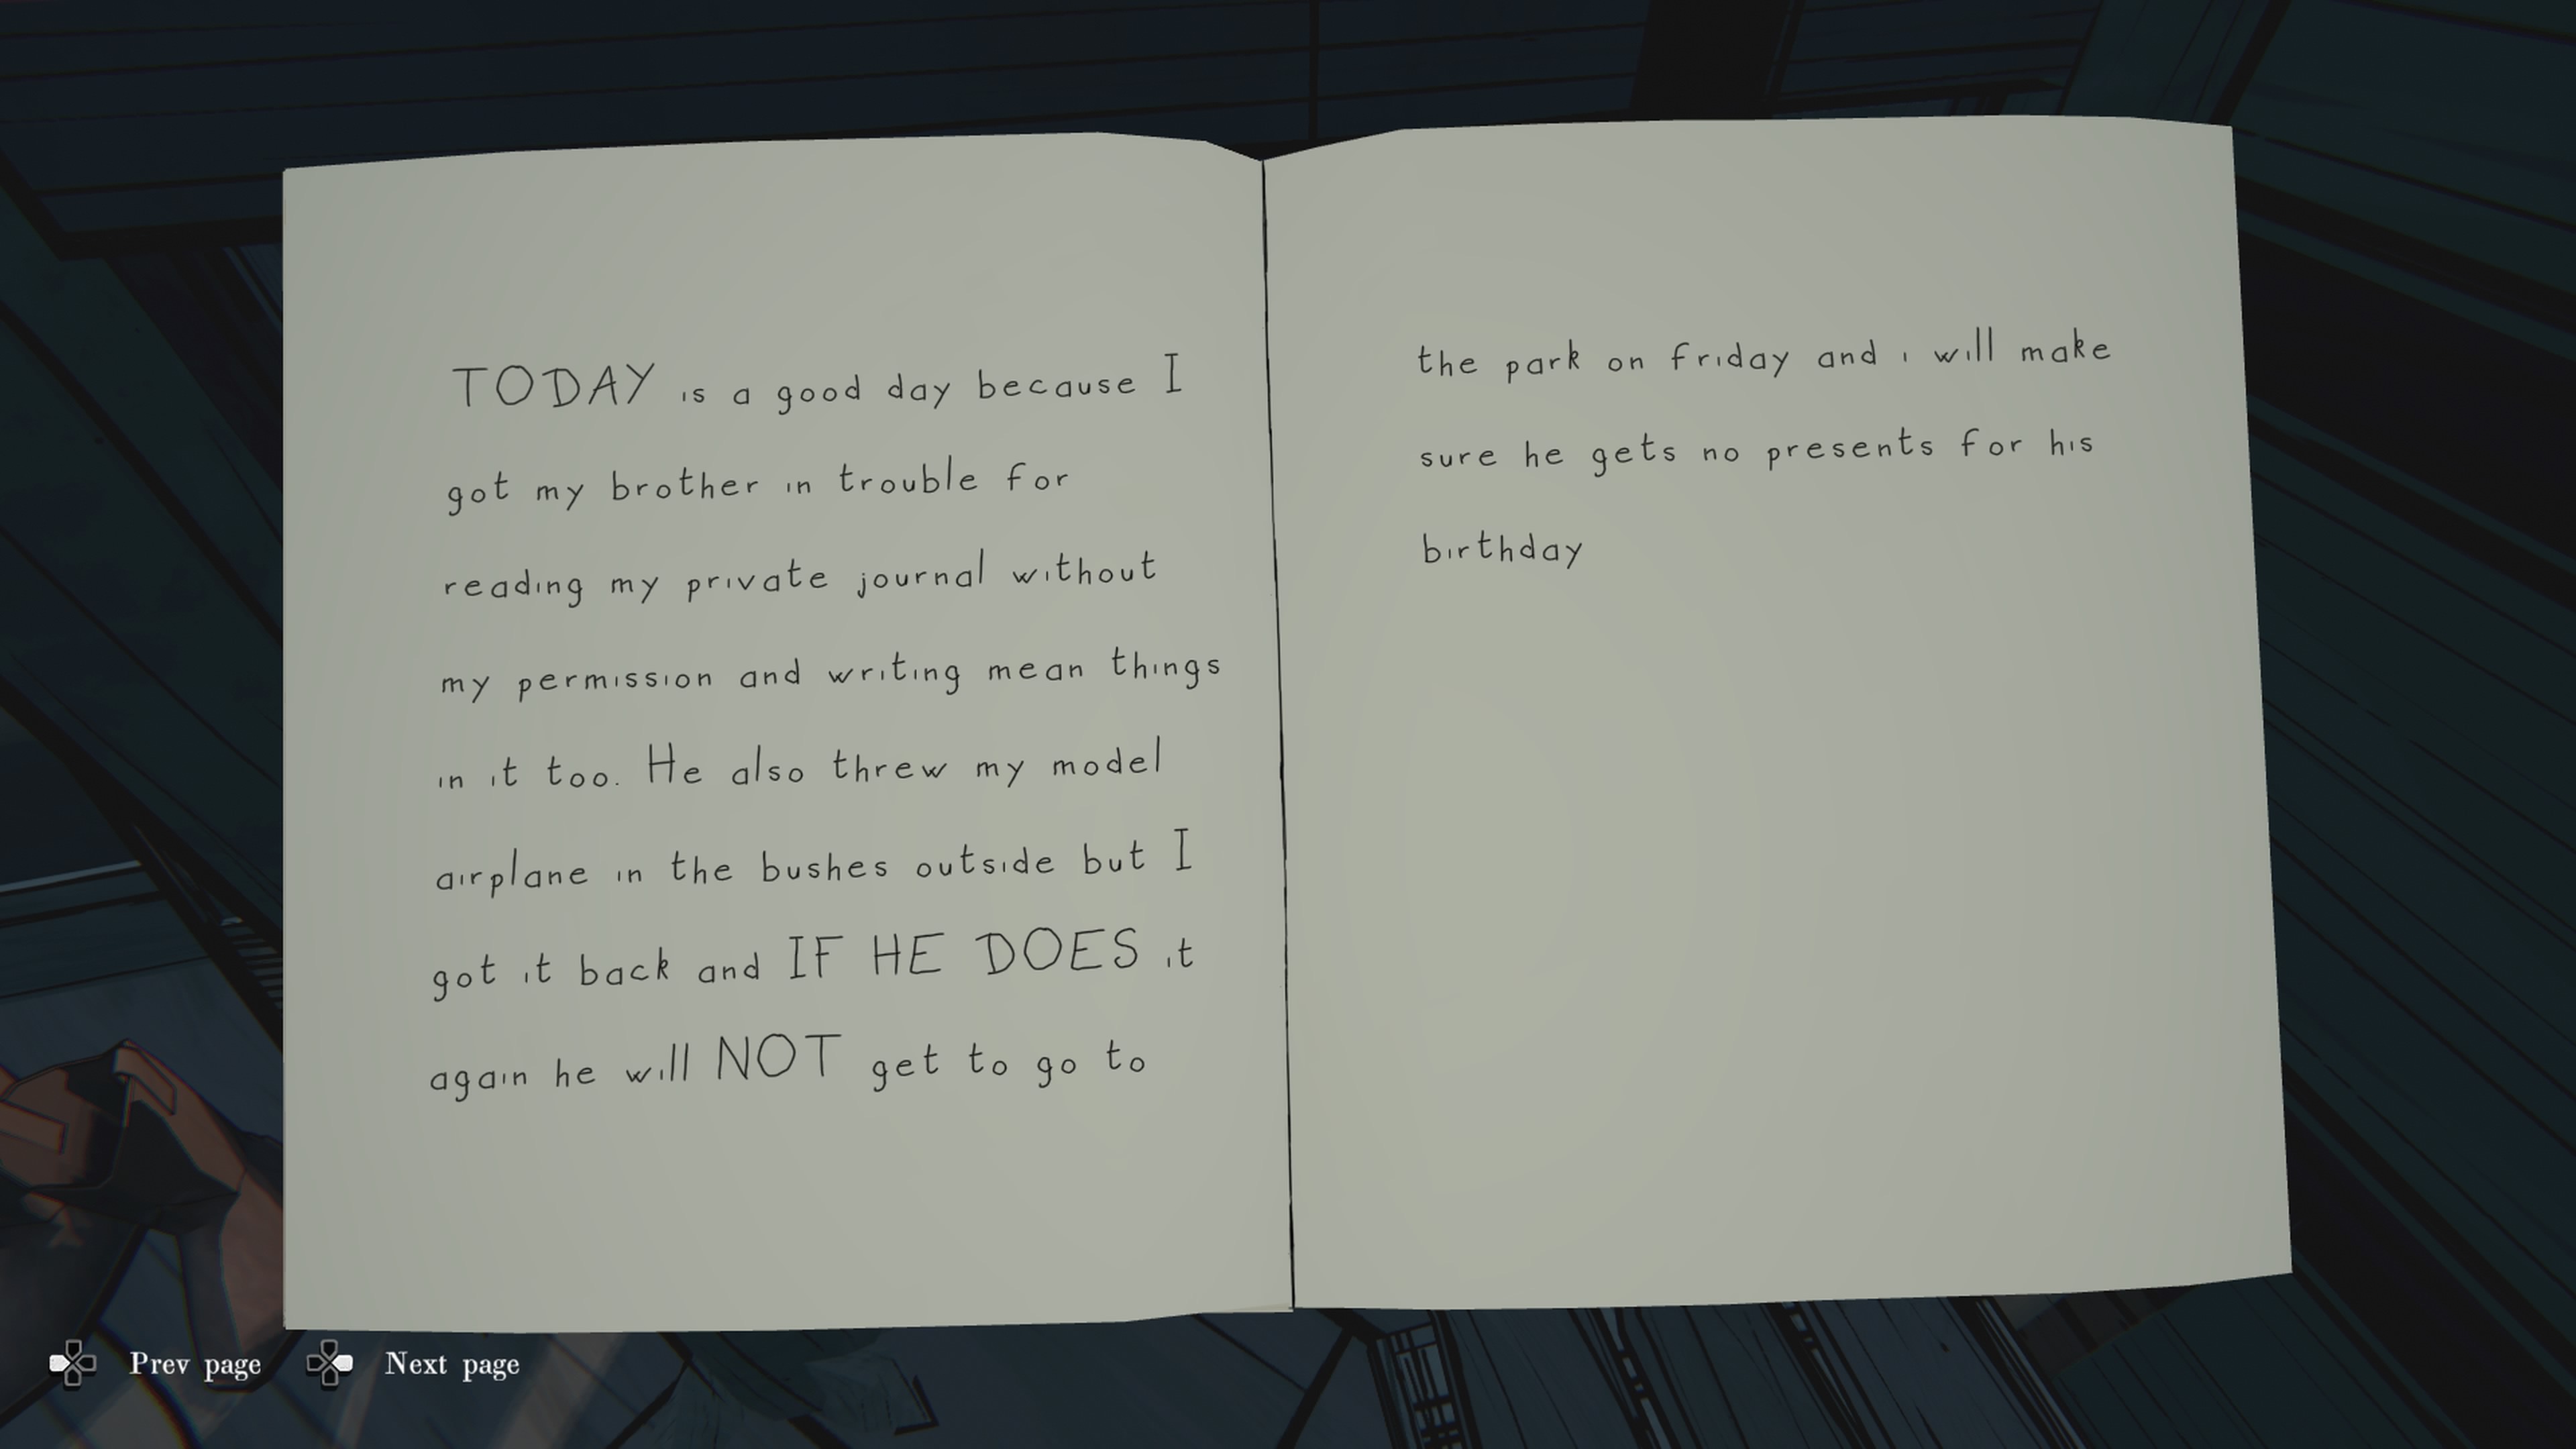 TODAY is a good day because I
got my brother in trouble for
reading my private journal without
my permission and writing mean things
in it too. He also threw my model
airplane in the bushes outside but I
got it back and IF HE DOES it
again he will NOT get to go to
the park on friday and i will make
sure he gets no presents for his
birthday
Prev page
Next page